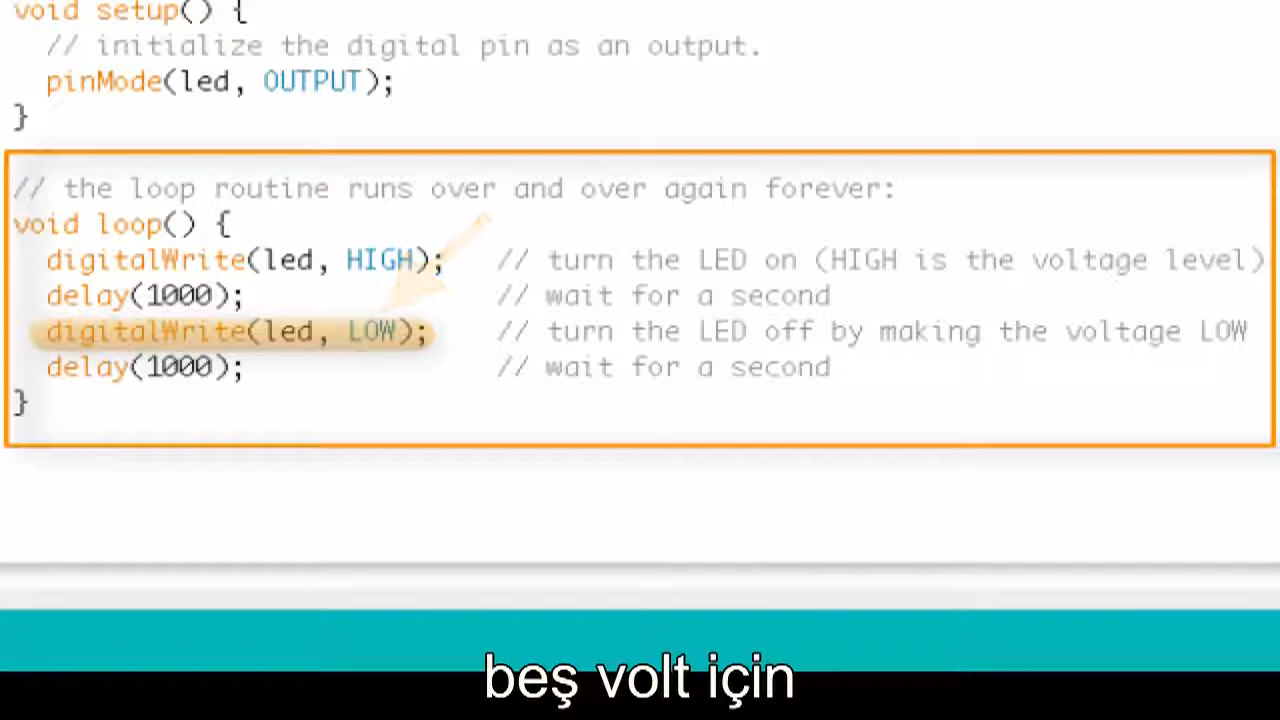 void setup() {
// initialize the digital pin as an output.
pinMode(led, OUTPUT);
}
// the loop routine runs over and over again forever:
void loop() {
digitalWrite(led, HIGH); // turn the LED on (HIGH is the voltage level)
delay(1000); // wait for a second
digitalWrite(led, LOW); // turn the LED off by making the voltage LOW
delay(1000); // wait for a second
}
beş volt için